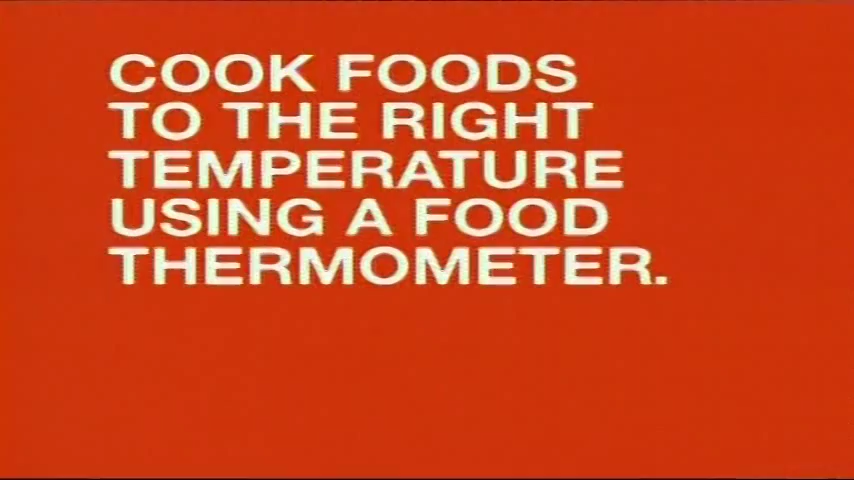 COOK FOODS
TO THE RIGHT
TEMPERATURE
USING A FOOD
THERMOMETER.